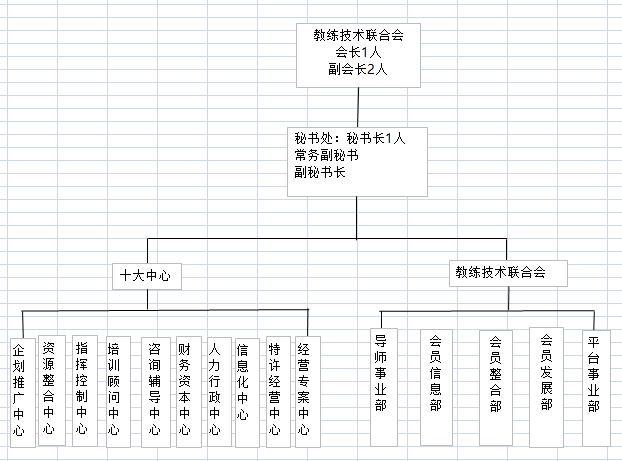 教练技术联合会
会长1人
副会长2人
秘书处：秘书长1人
常务副秘书
副秘书长
十大中心
教练技术联合会
企划推广中心
资源整合中心
指挥控制中心
培训顾问中心
咨询辅导中心
财务资本中心
人力行政中心
信息化中心
特许经营中心
经营专案中心
导师事业部
会员信息部
会员整合部
会员发展部
平台事业部